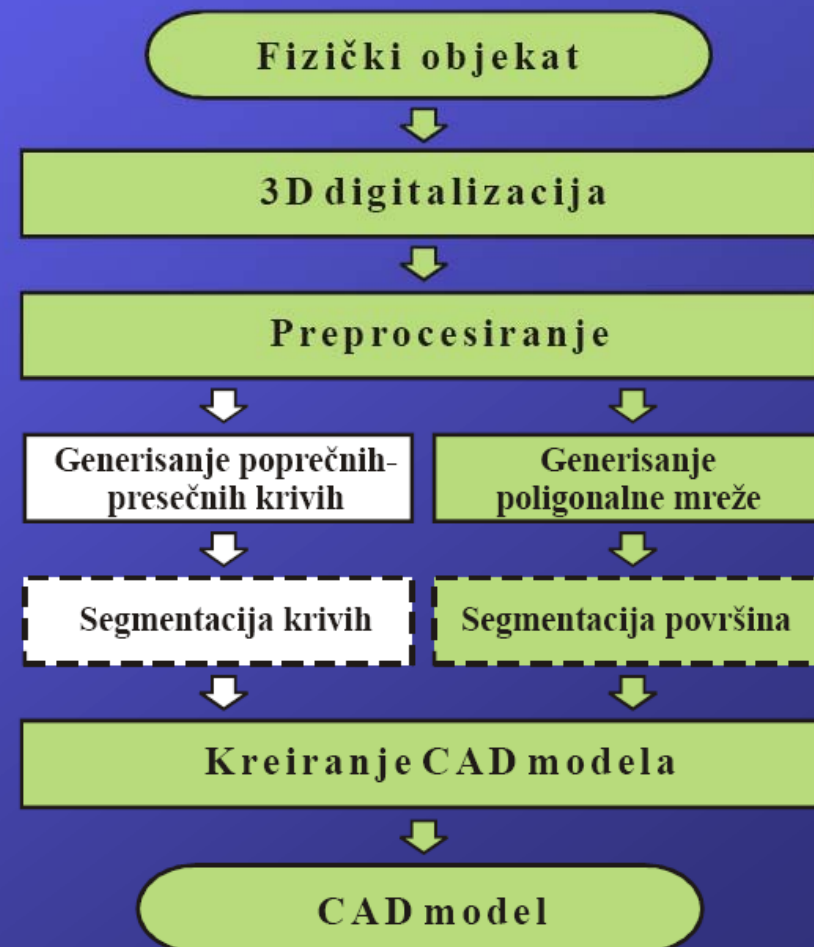 Fizički objekat
3D digitalizacija
Preprocesiranje
Generisanje poprečnih-
presečnih krivih
Generisanje
poligonalne mreže
Segmentacija krivih
Segmentacija površina
Kreiranje CAD modela
CAD model